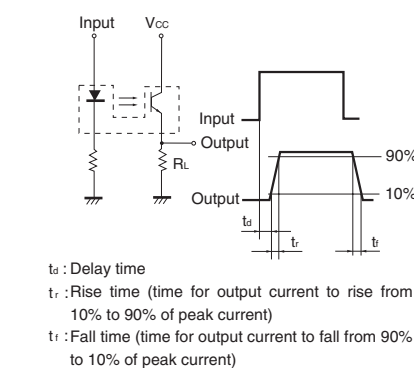 Input
Vcc
Input
Output
RL
90%
10%
Output
td
tr
tf
td : Delay time
tr : Rise time (time for output current to rise from
10% to 90% of peak current)
tf : Fall time (time for output current to fall from 90%
to 10% of peak current)